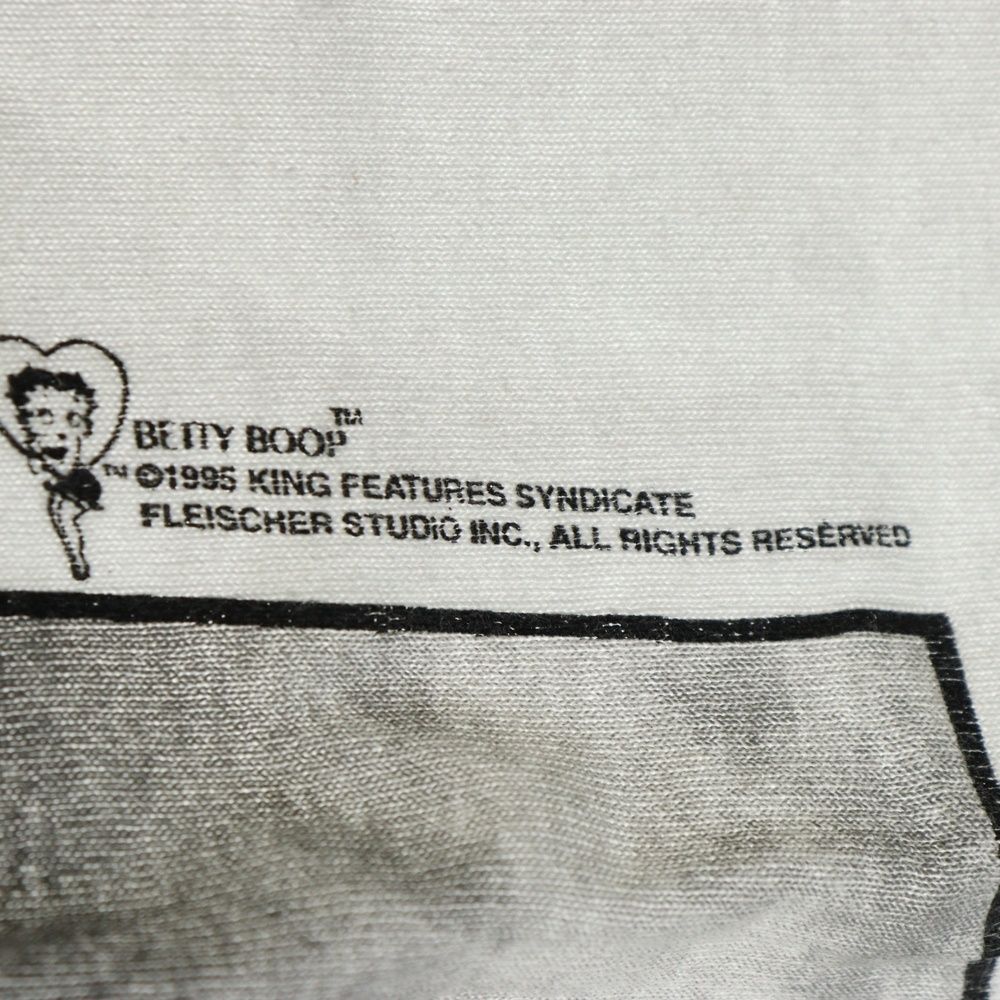 BETTY BOOP™
™ ©1995 KING FEATURES SYNDICATE
FLEISCHER STUDIO INC., ALL RIGHTS RESERVED